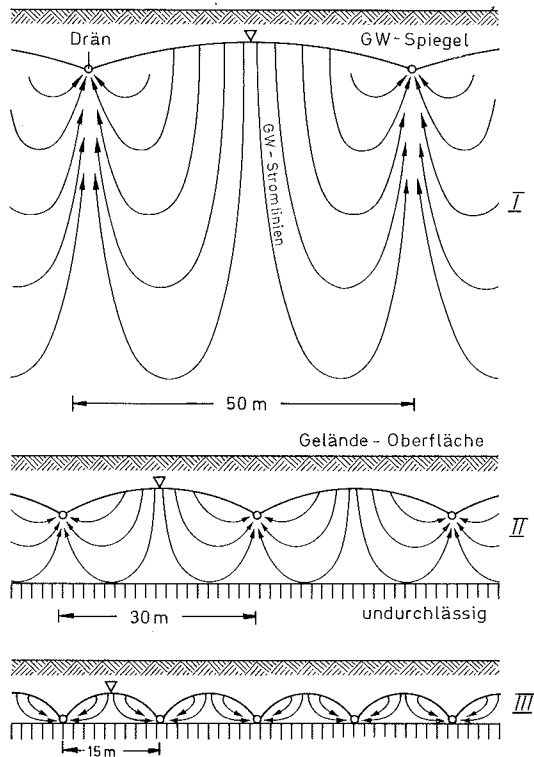 Drän
GW-Spiegel
GW-Stromlinien
I
50 m
Gelände-Oberfläche
II
30 m
undurchlässig
III
15 m